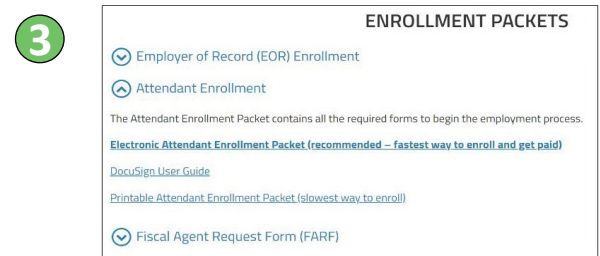 3
ENROLLMENT PACKETS
Employer of Record (EOR) Enrollment
Attendant Enrollment
The Attendant Enrollment Packet contains all the required forms to begin the employment process.
Electronic Attendant Enrollment Packet (recommended – fastest way to enroll and get paid)
DocuSign User Guide
Printable Attendant Enrollment Packet (slowest way to enroll)
Fiscal Agent Request Form (FARF)